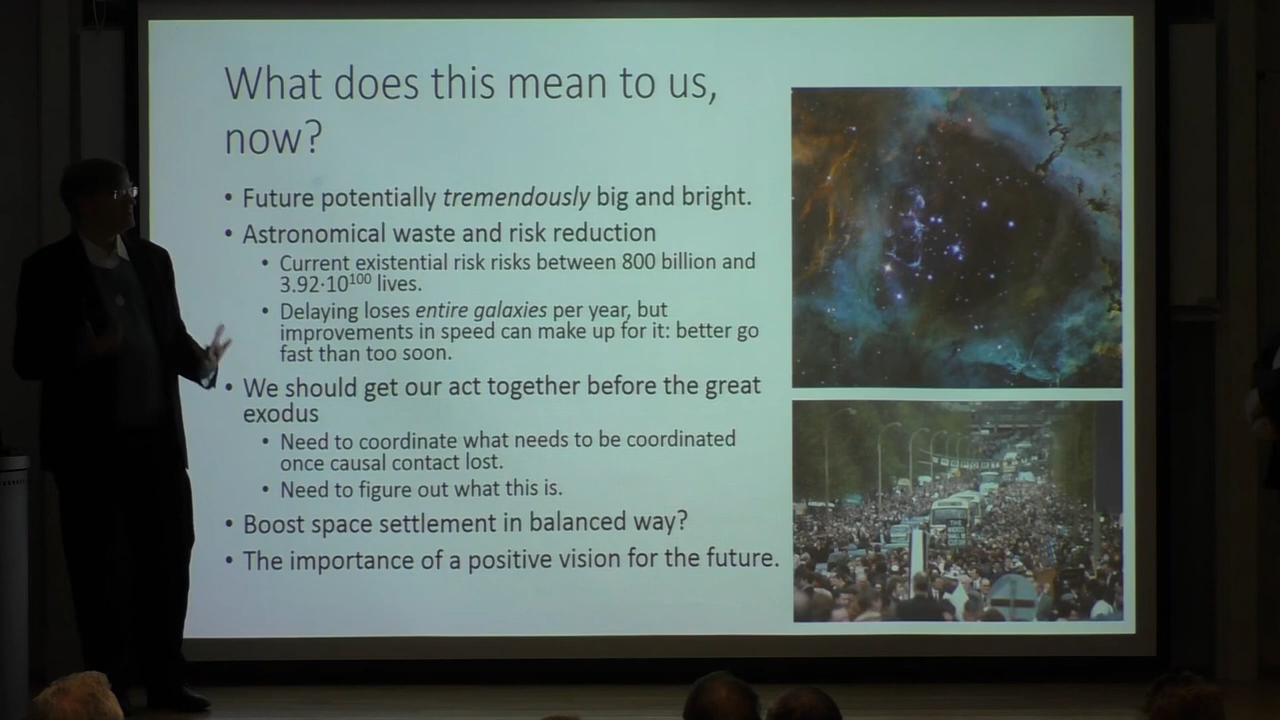 What does this mean to us,
now?
• Future potentially tremendously big and bright.
• Astronomical waste and risk reduction
• Current existential risk risks between 800 billion and
3.92·10¹⁰⁰ lives.
• Delaying loses entire galaxies per year, but
improvements in speed can make up for it: better go
fast than too soon.
• We should get our act together before the great
exodus
• Need to coordinate what needs to be coordinated
once causal contact lost.
• Need to figure out what this is.
• Boost space settlement in balanced way?
• The importance of a positive vision for the future.